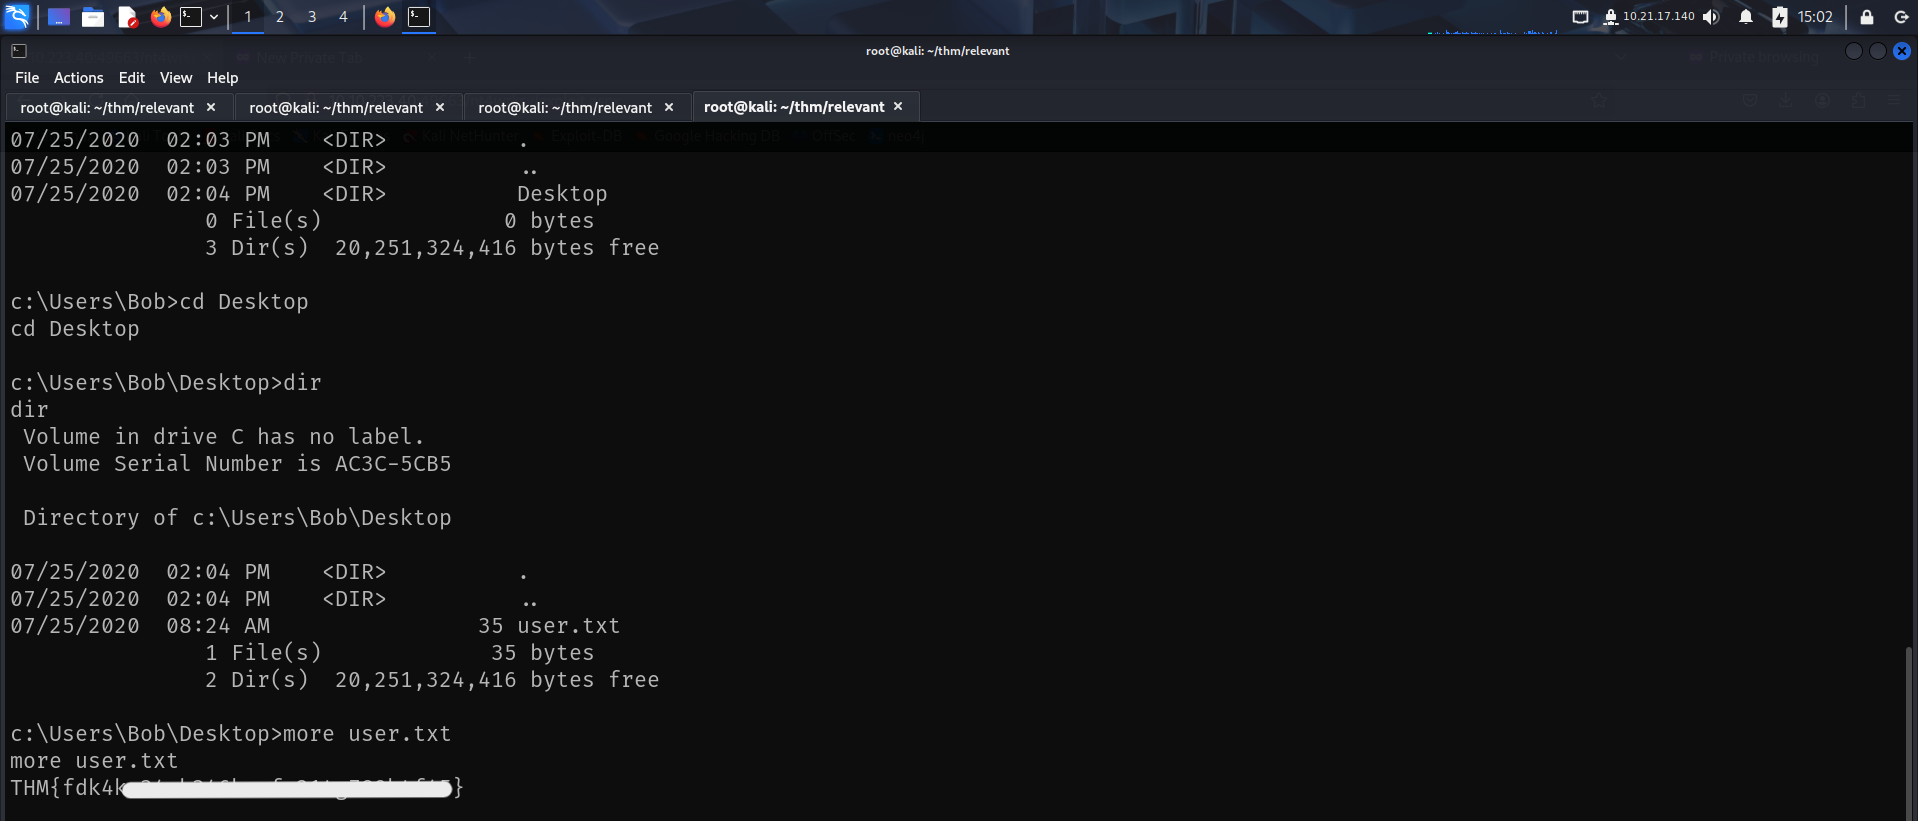 1 2 3 4 10.21.17.140 15:02
root@kali: ~/thm/relevant
File Actions Edit View Help
root@kali: ~/thm/relevant root@kali: ~/thm/relevant root@kali: ~/thm/relevant root@kali: ~/thm/relevant
07/25/2020  02:03 PM    <DIR>          .
07/25/2020  02:03 PM    <DIR>          ..
07/25/2020  02:04 PM    <DIR>          Desktop
               0 File(s)              0 bytes
               3 Dir(s)  20,251,324,416 bytes free
c:\Users\Bob>cd Desktop
cd Desktop
c:\Users\Bob\Desktop>dir
dir
 Volume in drive C has no label.
 Volume Serial Number is AC3C-5CB5
 Directory of c:\Users\Bob\Desktop
07/25/2020  02:04 PM    <DIR>          .
07/25/2020  02:04 PM    <DIR>          ..
07/25/2020  08:24 AM                35 user.txt
               1 File(s)             35 bytes
               2 Dir(s)  20,251,324,416 bytes free
c:\Users\Bob\Desktop>more user.txt
more user.txt
THM{fdk4k }